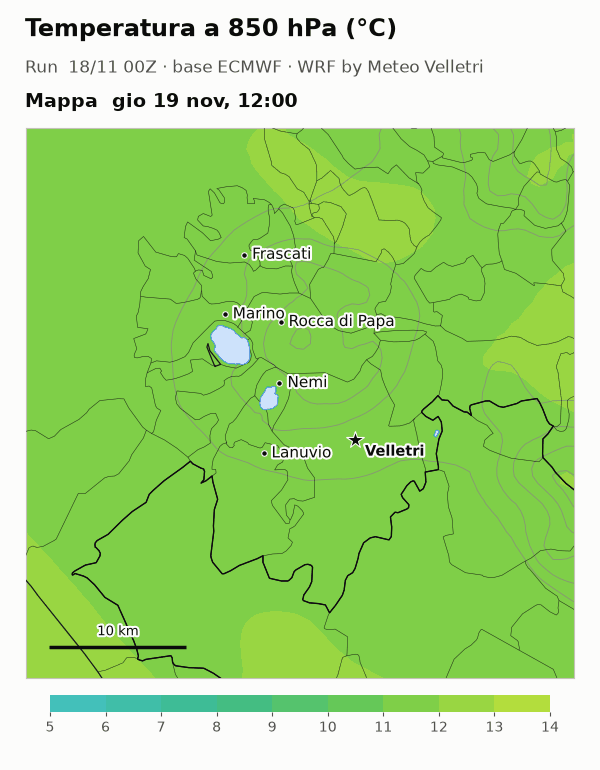 Temperatura a 850 hPa (°C)
Run  18/11 00Z · base ECMWF · WRF by Meteo Velletri
Mappa  gio 19 nov, 12:00
Frascati
Marino
Rocca di Papa
Nemi
Velletri
Lanuvio
10 km
5 6 7 8 9 10 11 12 13 14